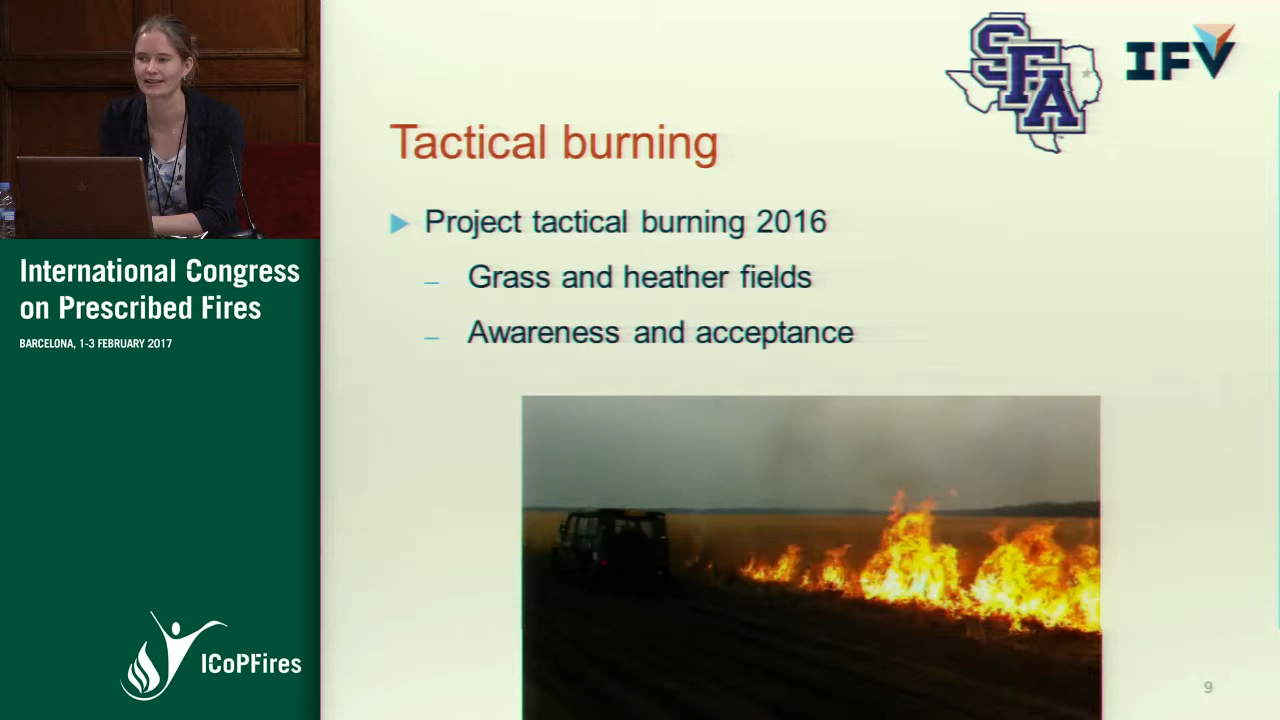 SFA
IFV
Tactical burning
Project tactical burning 2016
Grass and heather fields
Awareness and acceptance
International Congress
on Prescribed Fires
BARCELONA, 1-3 FEBRUARY 2017
ICoPFires
9